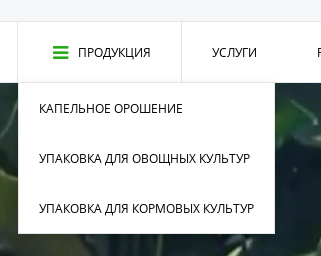 ПРОДУКЦИЯ УСЛУГИ
КАПЕЛЬНОЕ ОРОШЕНИЕ
УПАКОВКА ДЛЯ ОВОЩНЫХ КУЛЬТУР
УПАКОВКА ДЛЯ КОРМОВЫХ КУЛЬТУР